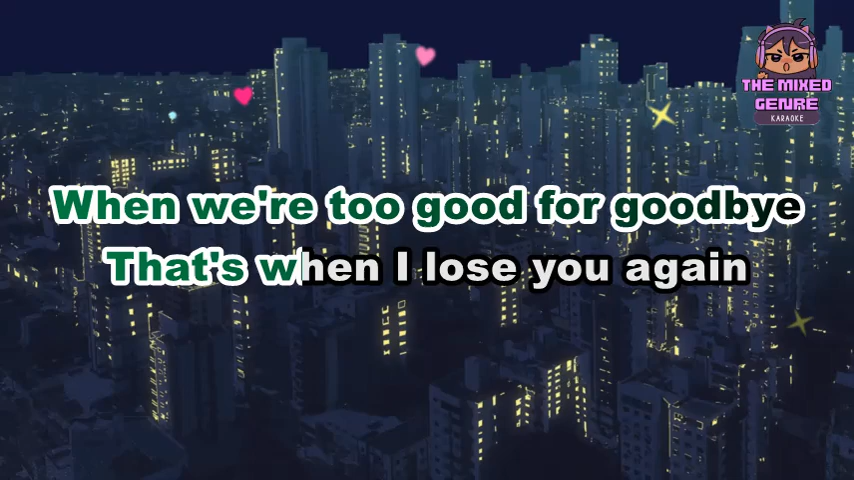 THE MIXED
GENRE
KARAOKE
When we're too good for goodbye
That's when I lose you again